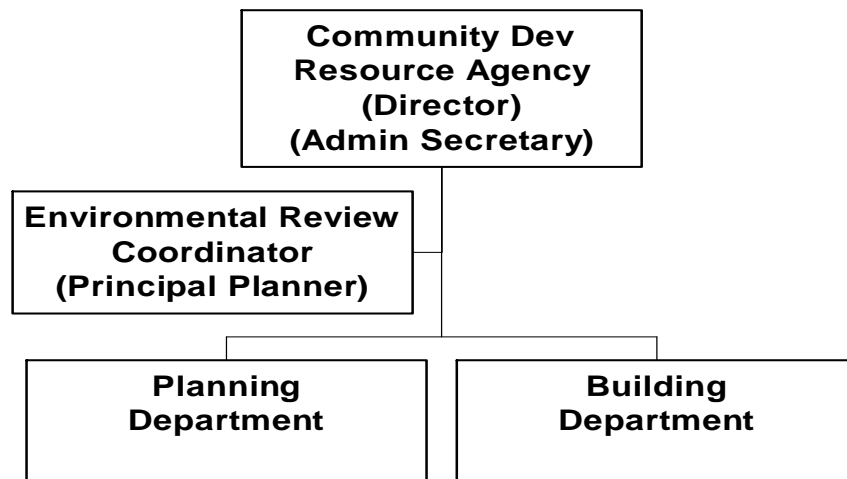 Community Dev
Resource Agency
(Director)
(Admin Secretary)
Environmental Review
Coordinator
(Principal Planner)
Planning
Department
Building
Department